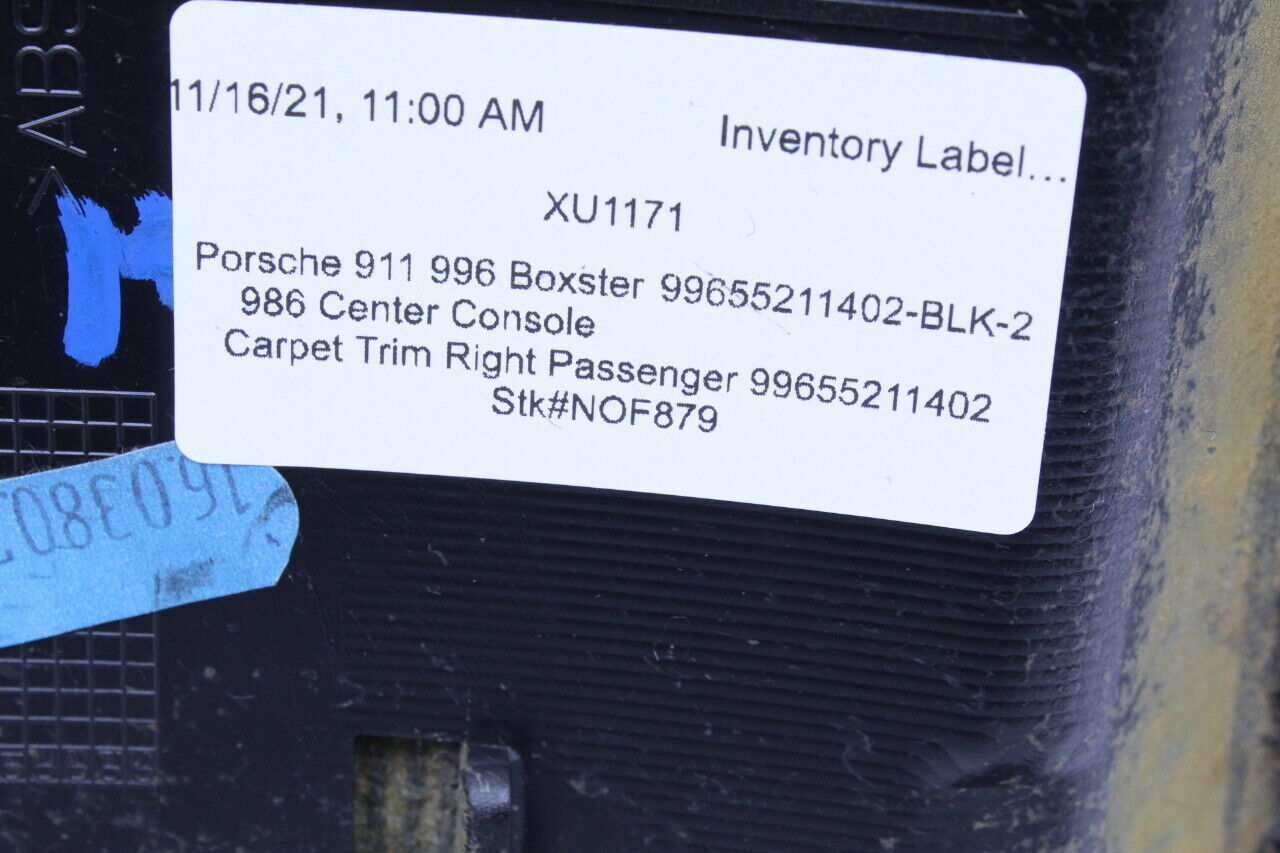 >ABS
11/16/21, 11:00 AM
Inventory Label...
XU1171
Porsche 911 996 Boxster 99655211402-BLK-2
986 Center Console
Carpet Trim Right Passenger 99655211402
Stk#NOF879